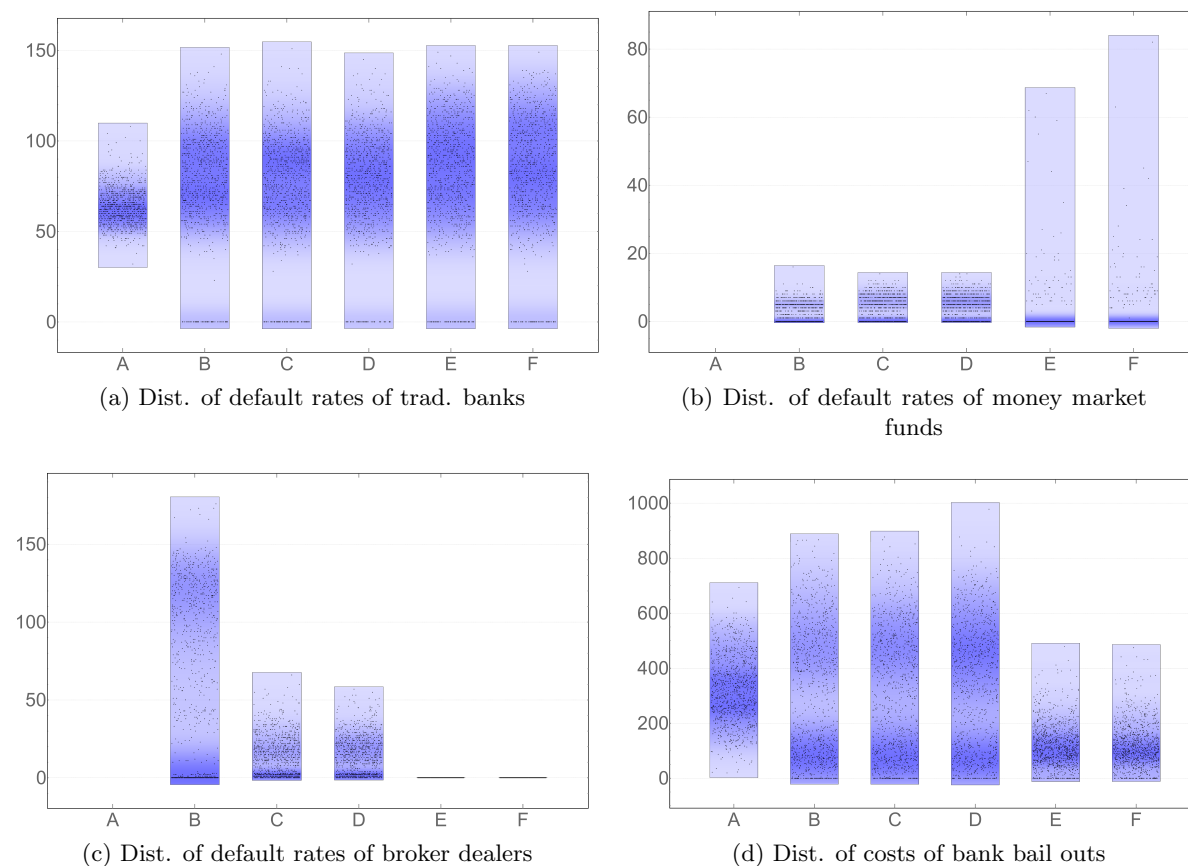 150
100
50
0
A B C D E F
(a) Dist. of default rates of trad. banks
80
60
40
20
0
A B C D E F
(b) Dist. of default rates of money market
funds
150
100
50
0
A B C D E F
(c) Dist. of default rates of broker dealers
1000
800
600
400
200
0
A B C D E F
(d) Dist. of costs of bank bail outs